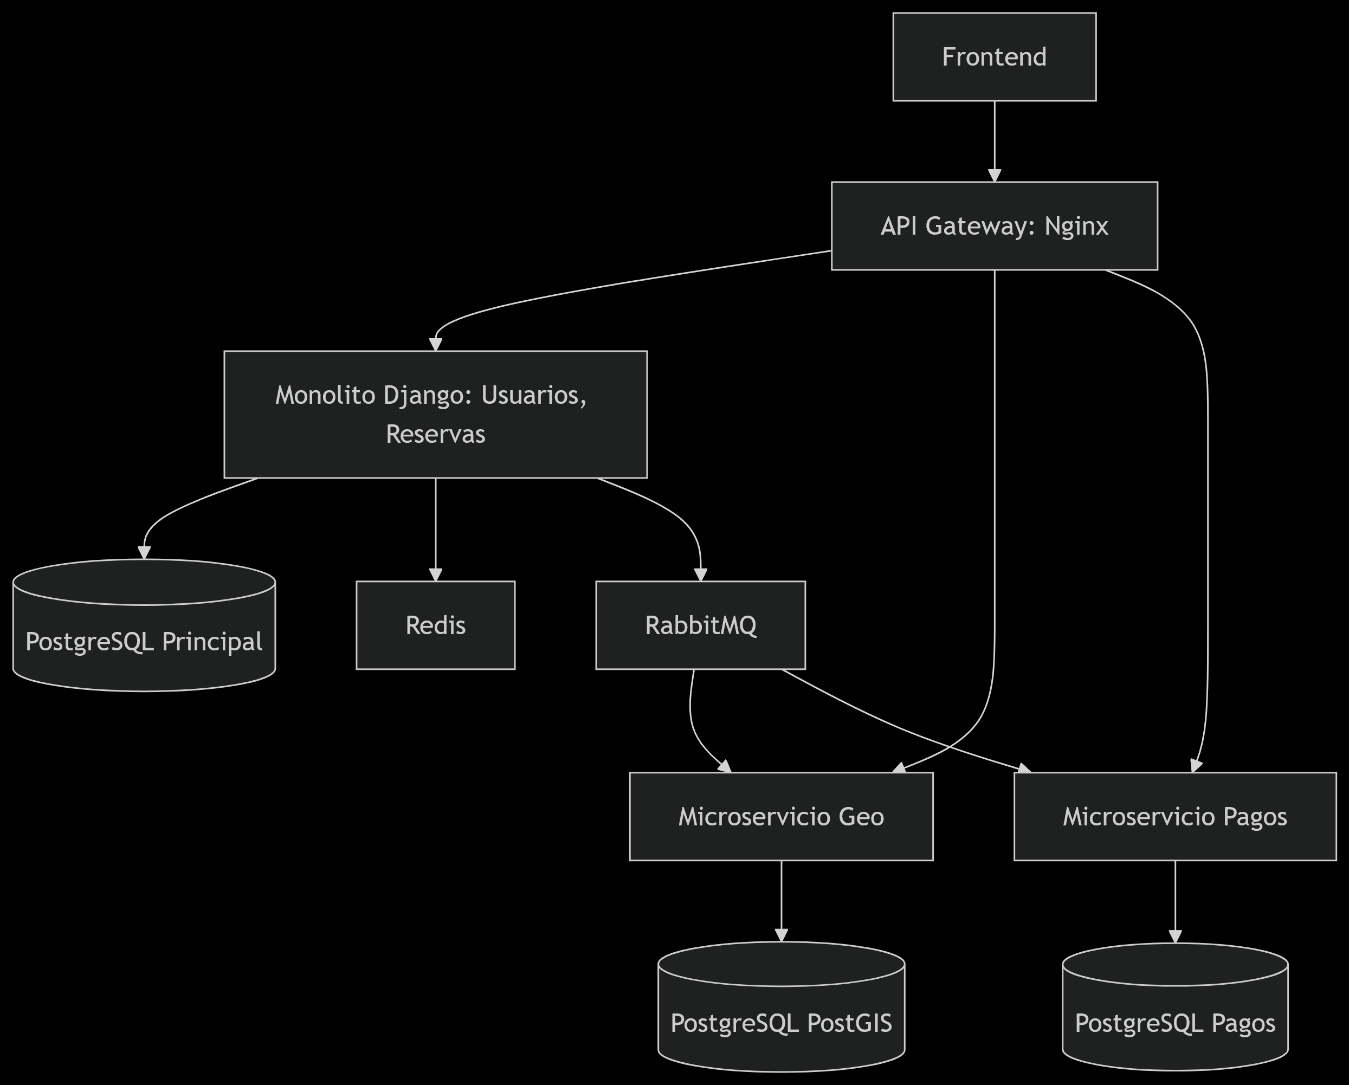 Frontend
API Gateway: Nginx
Monolito Django: Usuarios,
Reservas
PostgreSQL Principal
Redis
RabbitMQ
Microservicio Geo
Microservicio Pagos
PostgreSQL PostGIS
PostgreSQL Pagos